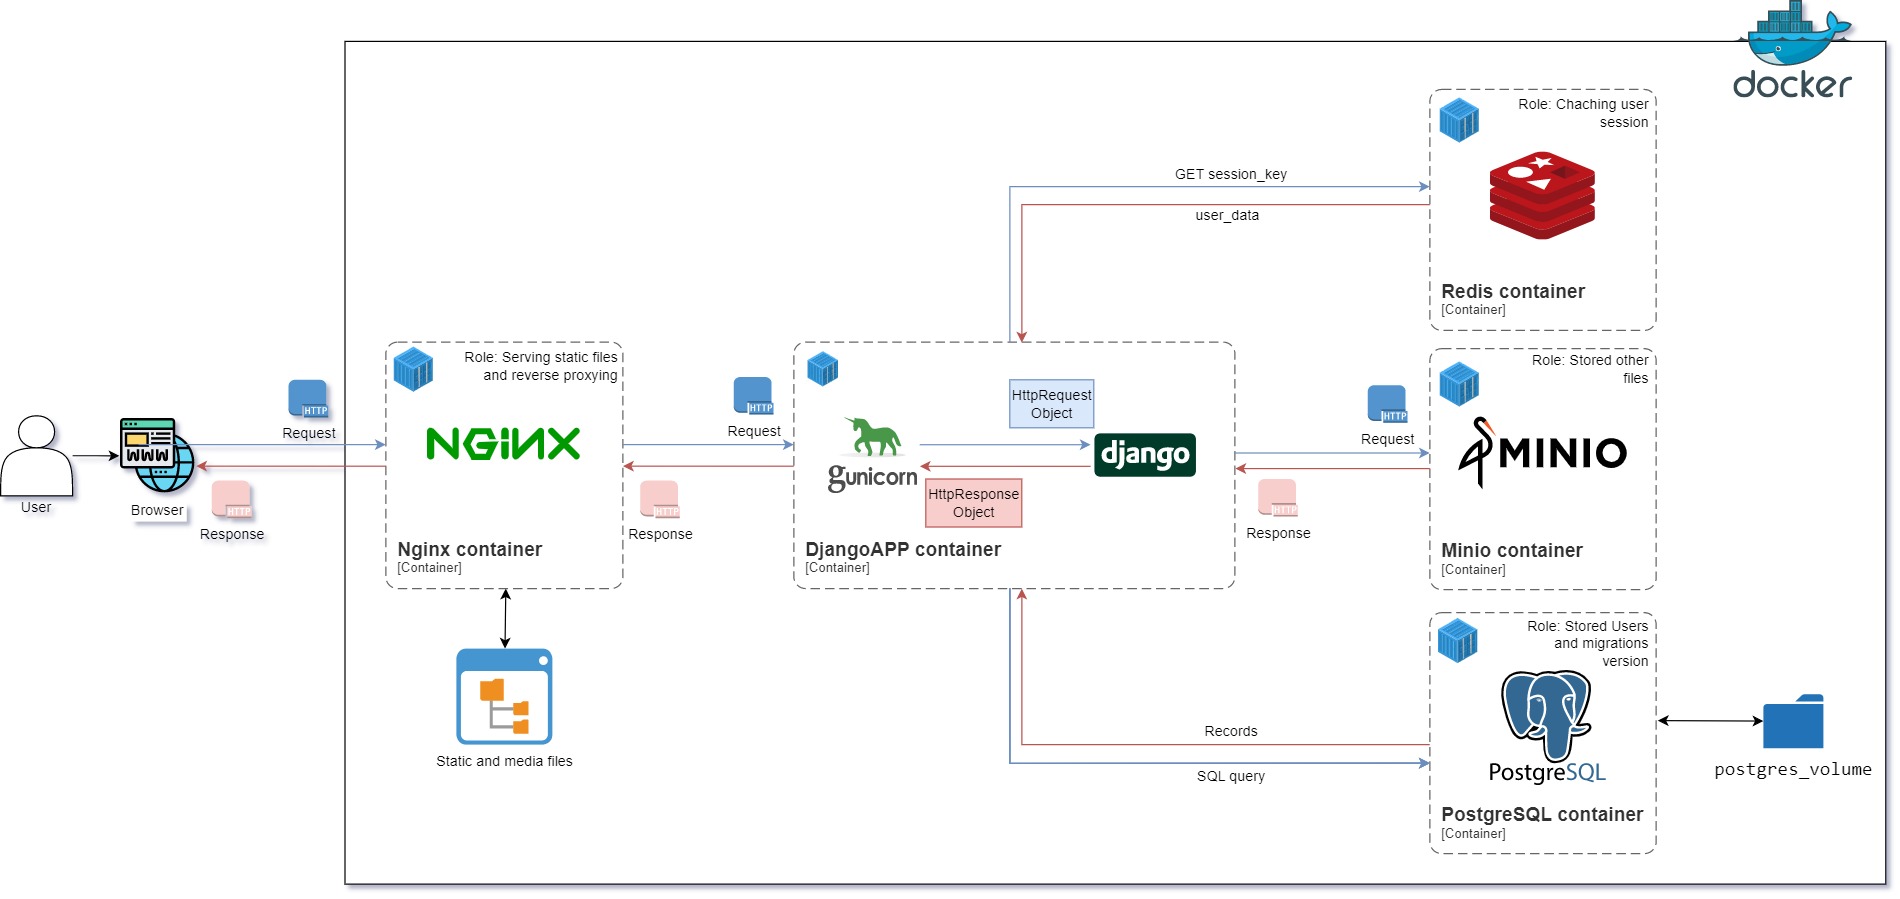 docker
Role: Chaching user
session
GET session_key
user_data
Redis container
[Container]
Role: Serving static files
and reverse proxying
HTTP
Request
NGINX
HTTP
Request
HttpRequest
Object
gunicorn
django
HttpResponse
Object
HTTP
Request
Role: Stored other
files
MINIO
WWW
User
Browser
HTTP
Response
HTTP
Response
HTTP
Response
Nginx container
[Container]
DjangoAPP container
[Container]
Minio container
[Container]
Static and media files
Role: Stored Users
and migrations
version
Records
SQL query
PostgreSQL
PostgreSQL container
[Container]
postgres_volume